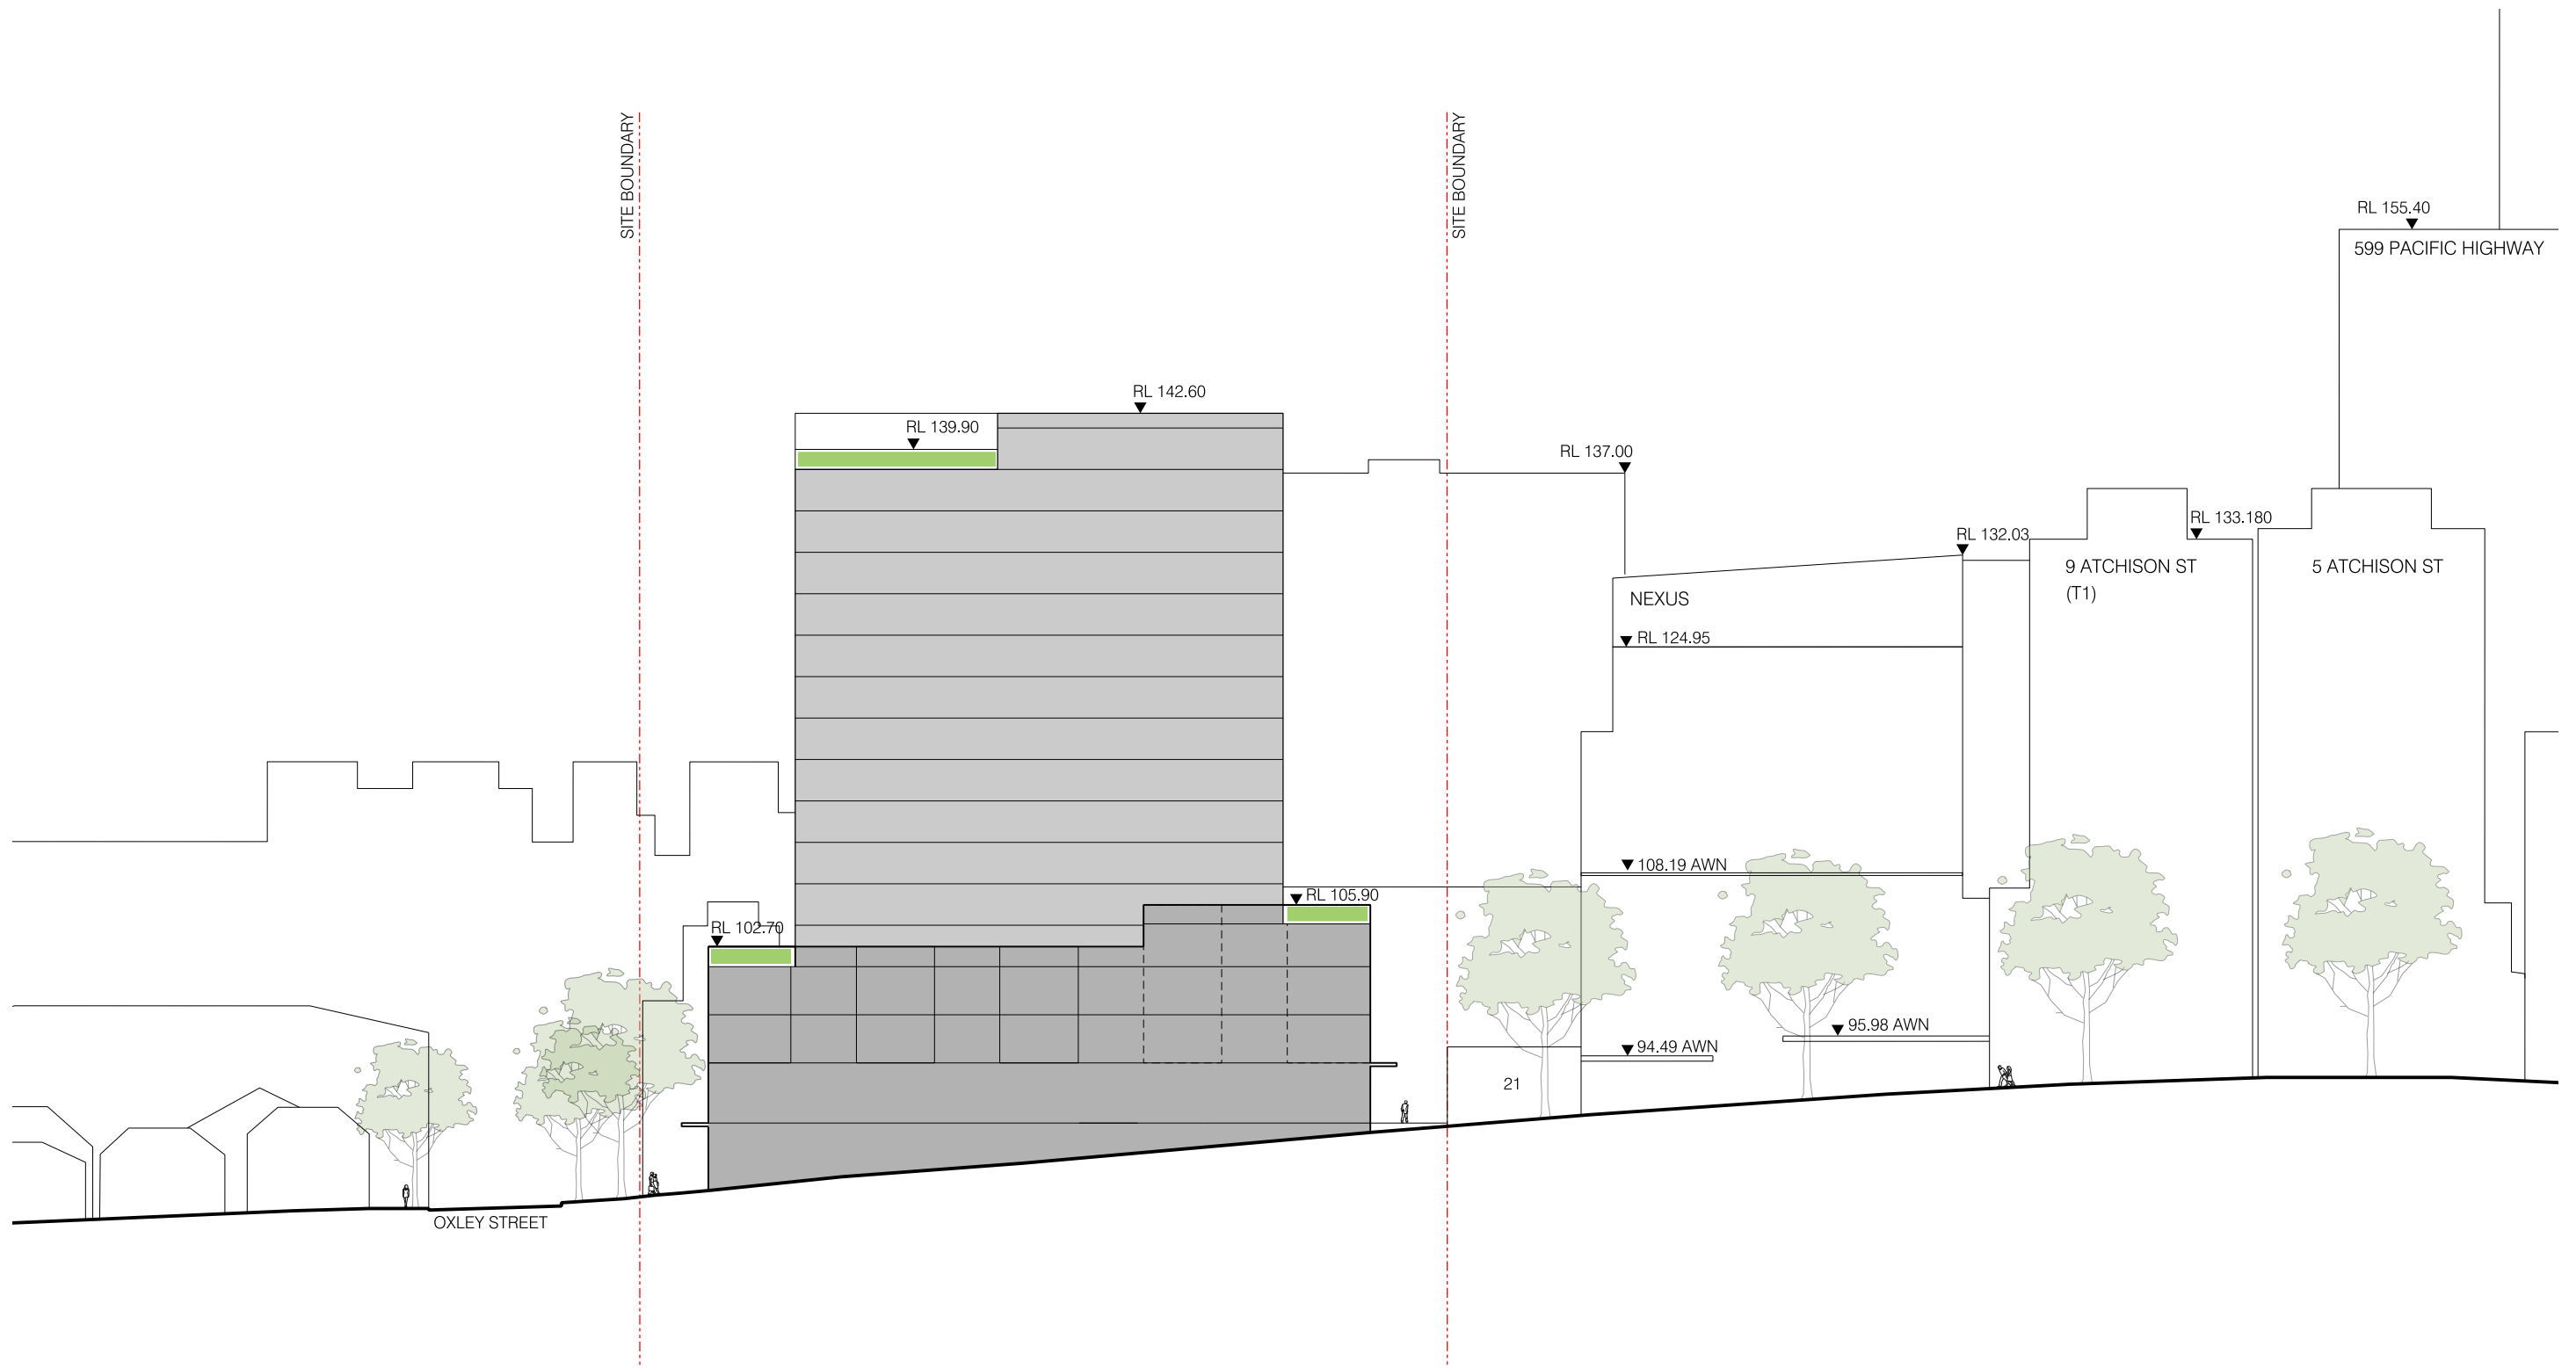 SITE BOUNDARY
SITE BOUNDARY
RL 155.40
599 PACIFIC HIGHWAY
RL 142.60
RL 139.90
RL 137.00
RL 133.180
RL 132.03
9 ATCHISON ST
(T1)
5 ATCHISON ST
NEXUS
RL 124.95
108.19 AWN
RL 105.90
RL 102.70
95.98 AWN
94.49 AWN
21
OXLEY STREET